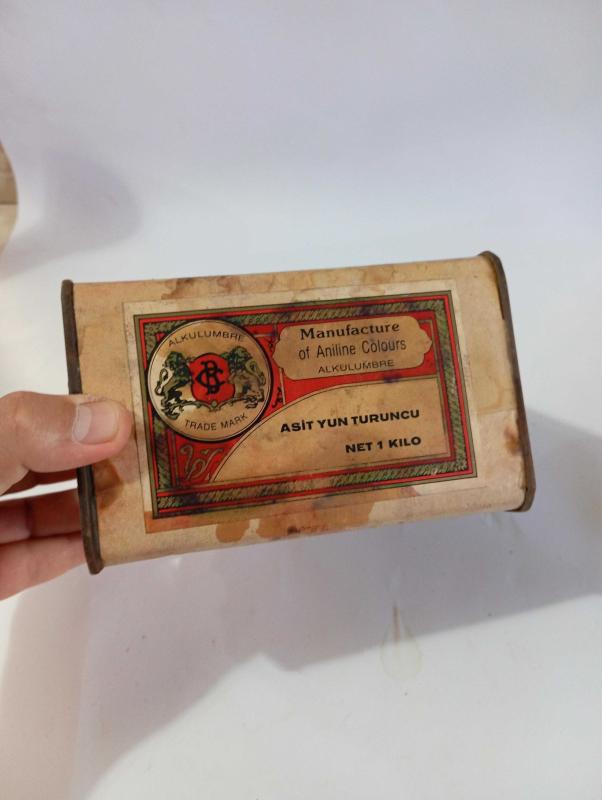 ALKULUMBRE
TRADE MARK
Manufacture
of Aniline Colours
ALKULUMBRE
ASİT YUN TURUNCU
NET 1 KILO